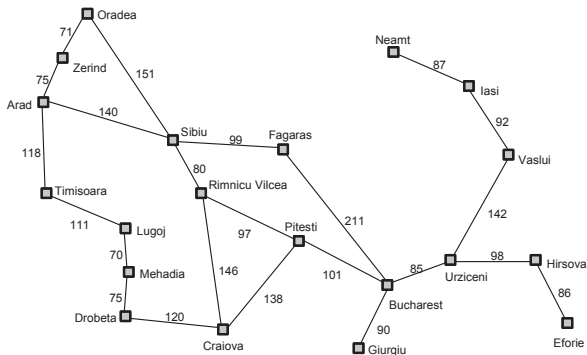 Oradea
71
Neamt
87
Zerind
151
Iasi
75
Arad
140
92
Sibiu
99
Fagaras
118
Vaslui
80
Timisoara
Rimnicu Vilcea
111
Lugoj
97
Pitesti
211
142
70
Mehadia
146
101
85
98
Hirsova
Urziceni
75
138
86
Bucharest
Drobeta
120
90
Craiova
Giurgiu
Eforie